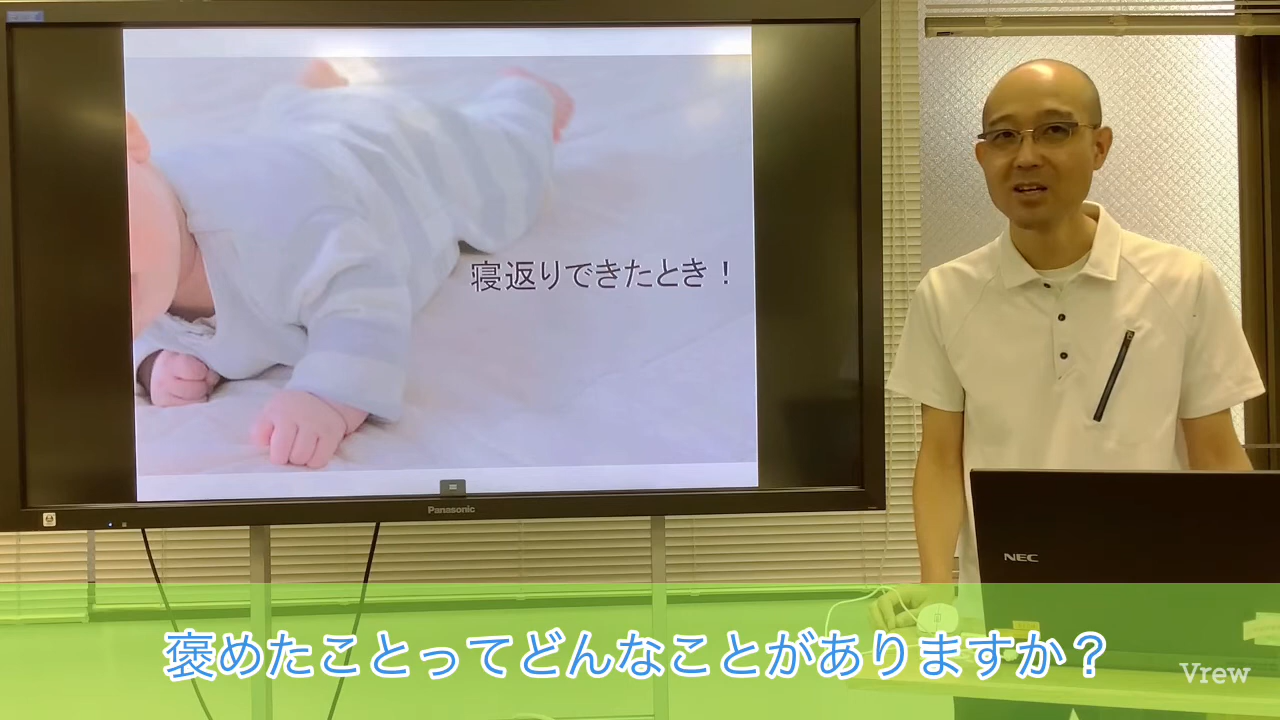 寝返りできたとき！
Panasonic
NEC
褒めたことってどんなことがありますか？
Vrew